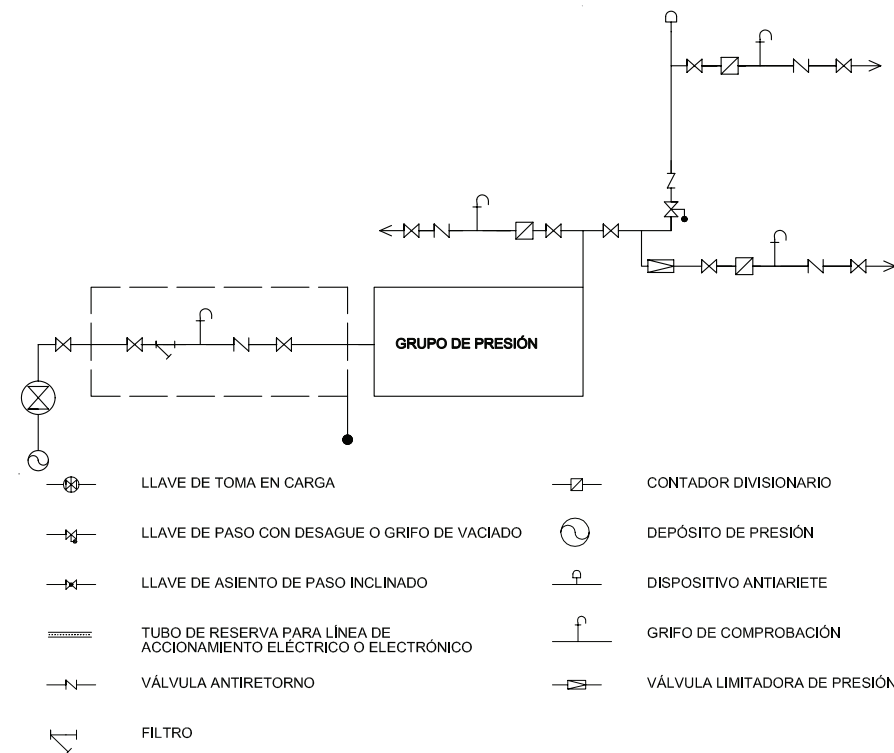 GRUPO DE PRESIÓN
LLAVE DE TOMA EN CARGA
LLAVE DE PASO CON DESAGUE O GRIFO DE VACIADO
LLAVE DE ASIENTO DE PASO INCLINADO
TUBO DE RESERVA PARA LÍNEA DE
ACCIONAMIENTO ELÉCTRICO O ELECTRÓNICO
VÁLVULA ANTIRETORNO
FILTRO
CONTADOR DIVISIONARIO
DEPÓSITO DE PRESIÓN
DISPOSITIVO ANTIARIETE
GRIFO DE COMPROBACIÓN
VÁLVULA LIMITADORA DE PRESIÓN